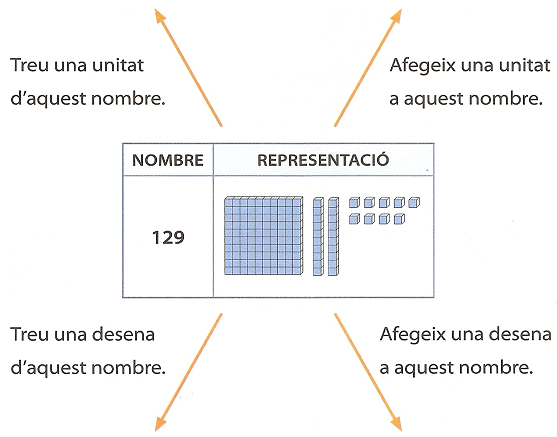 Treu una unitat
d’aquest nombre.
Afegeix una unitat
a aquest nombre.
NOMBRE REPRESENTACIÓ
129
Treu una desena
d’aquest nombre.
Afegeix una desena
a aquest nombre.